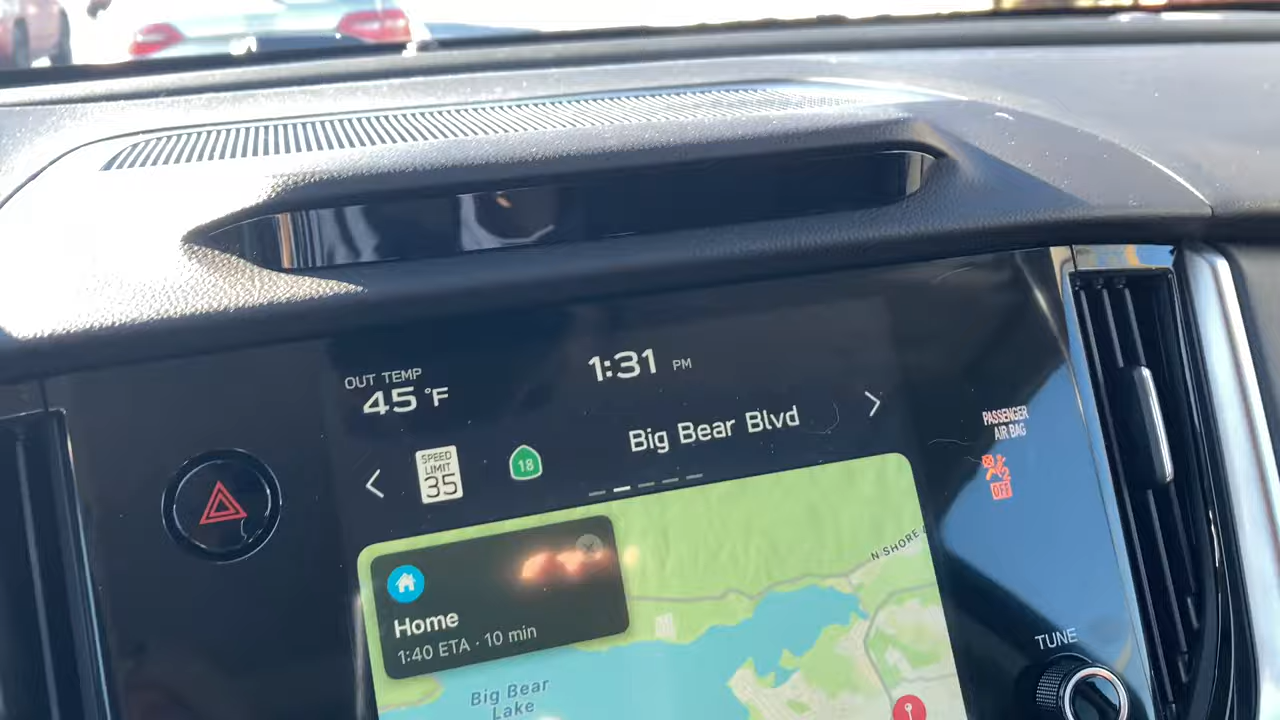 OUT TEMP
45 °F
1:31 PM
SPEED
LIMIT
35
18
Big Bear Blvd
PASSENGER
AIR BAG
OFF
N SHORE
Home
1:40 ETA · 10 min
Big Bear
Lake
TUNE